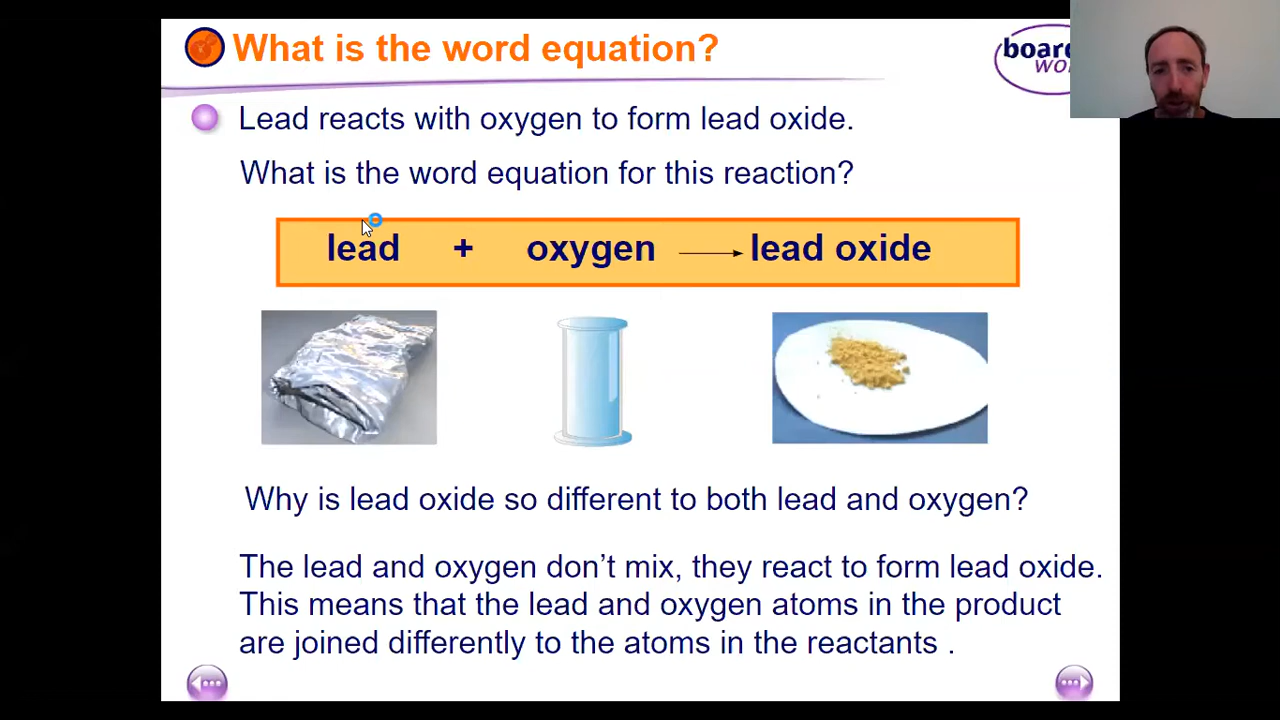 What is the word equation?
Lead reacts with oxygen to form lead oxide.
What is the word equation for this reaction?
lead + oxygen → lead oxide
Why is lead oxide so different to both lead and oxygen?
The lead and oxygen don’t mix, they react to form lead oxide.
This means that the lead and oxygen atoms in the product
are joined differently to the atoms in the reactants .